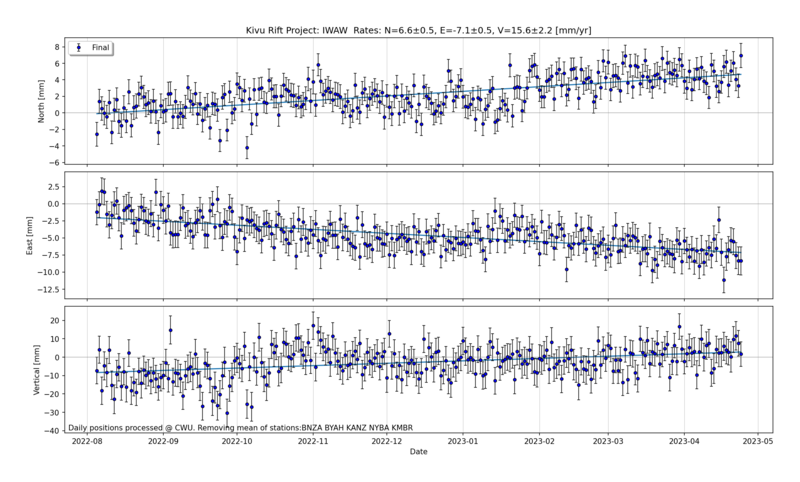 Kivu Rift Project: IWAW  Rates: N=6.6±0.5, E=-7.1±0.5, V=15.6±2.2 [mm/yr]
Final
North [mm]
8
6
4
2
0
−2
−4
−6
East [mm]
2.5
0.0
−2.5
−5.0
−7.5
−10.0
−12.5
Vertical [mm]
20
10
0
−10
−20
−30
−40
Daily positions processed @ CWU. Removing mean of stations:BNZA BYAH KANZ NYBA KMBR
2022-08 2022-09 2022-10 2022-11 2022-12 2023-01 2023-02 2023-03 2023-04 2023-05
Date